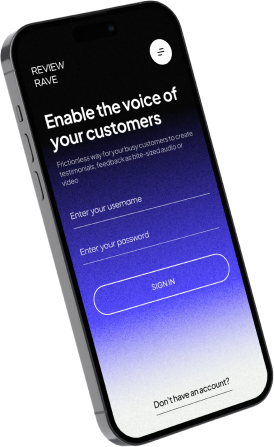 REVIEW
RAVE
Enable the voice of
your customers
Frictionless way for your busy customers to create
testimonials, feedback as bite-sized audio or
video
Enter your username
Enter your password
SIGN IN
Don't have an account?